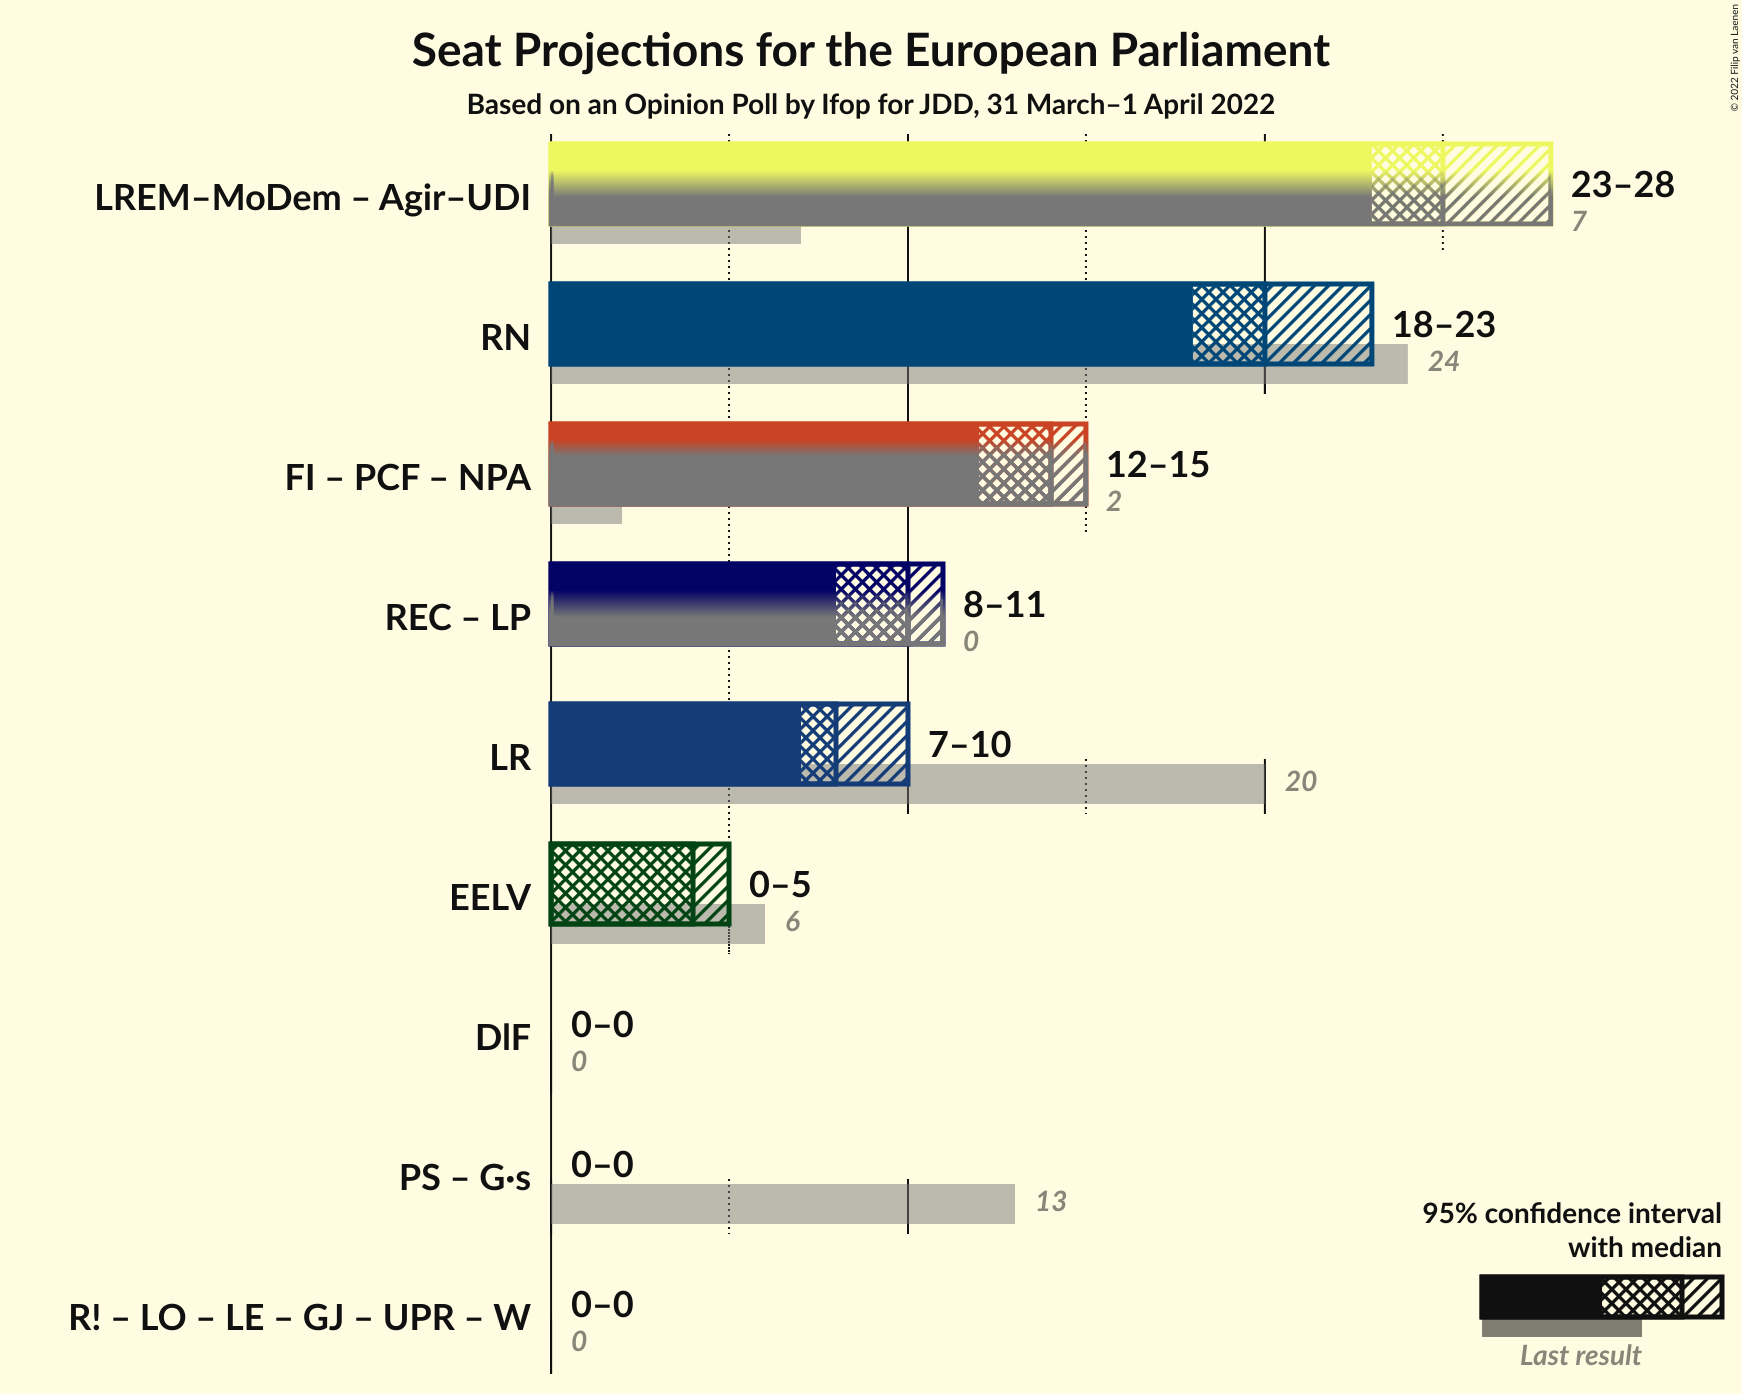 Seat Projections for the European Parliament
Based on an Opinion Poll by Ifop for JDD, 31 March–1 April 2022
© 2022 Filip van Laenen
LREM–MoDem – Agir–UDI
23–28
7
RN
18–23
24
FI – PCF – NPA
12–15
2
REC – LP
8–11
0
LR
7–10
20
EELV
0–5
6
DlF
0–0
0
PS – G·s
0–0
13
R! – LO – LE – GJ – UPR – W
0–0
0
95% confidence interval
with median
Last result